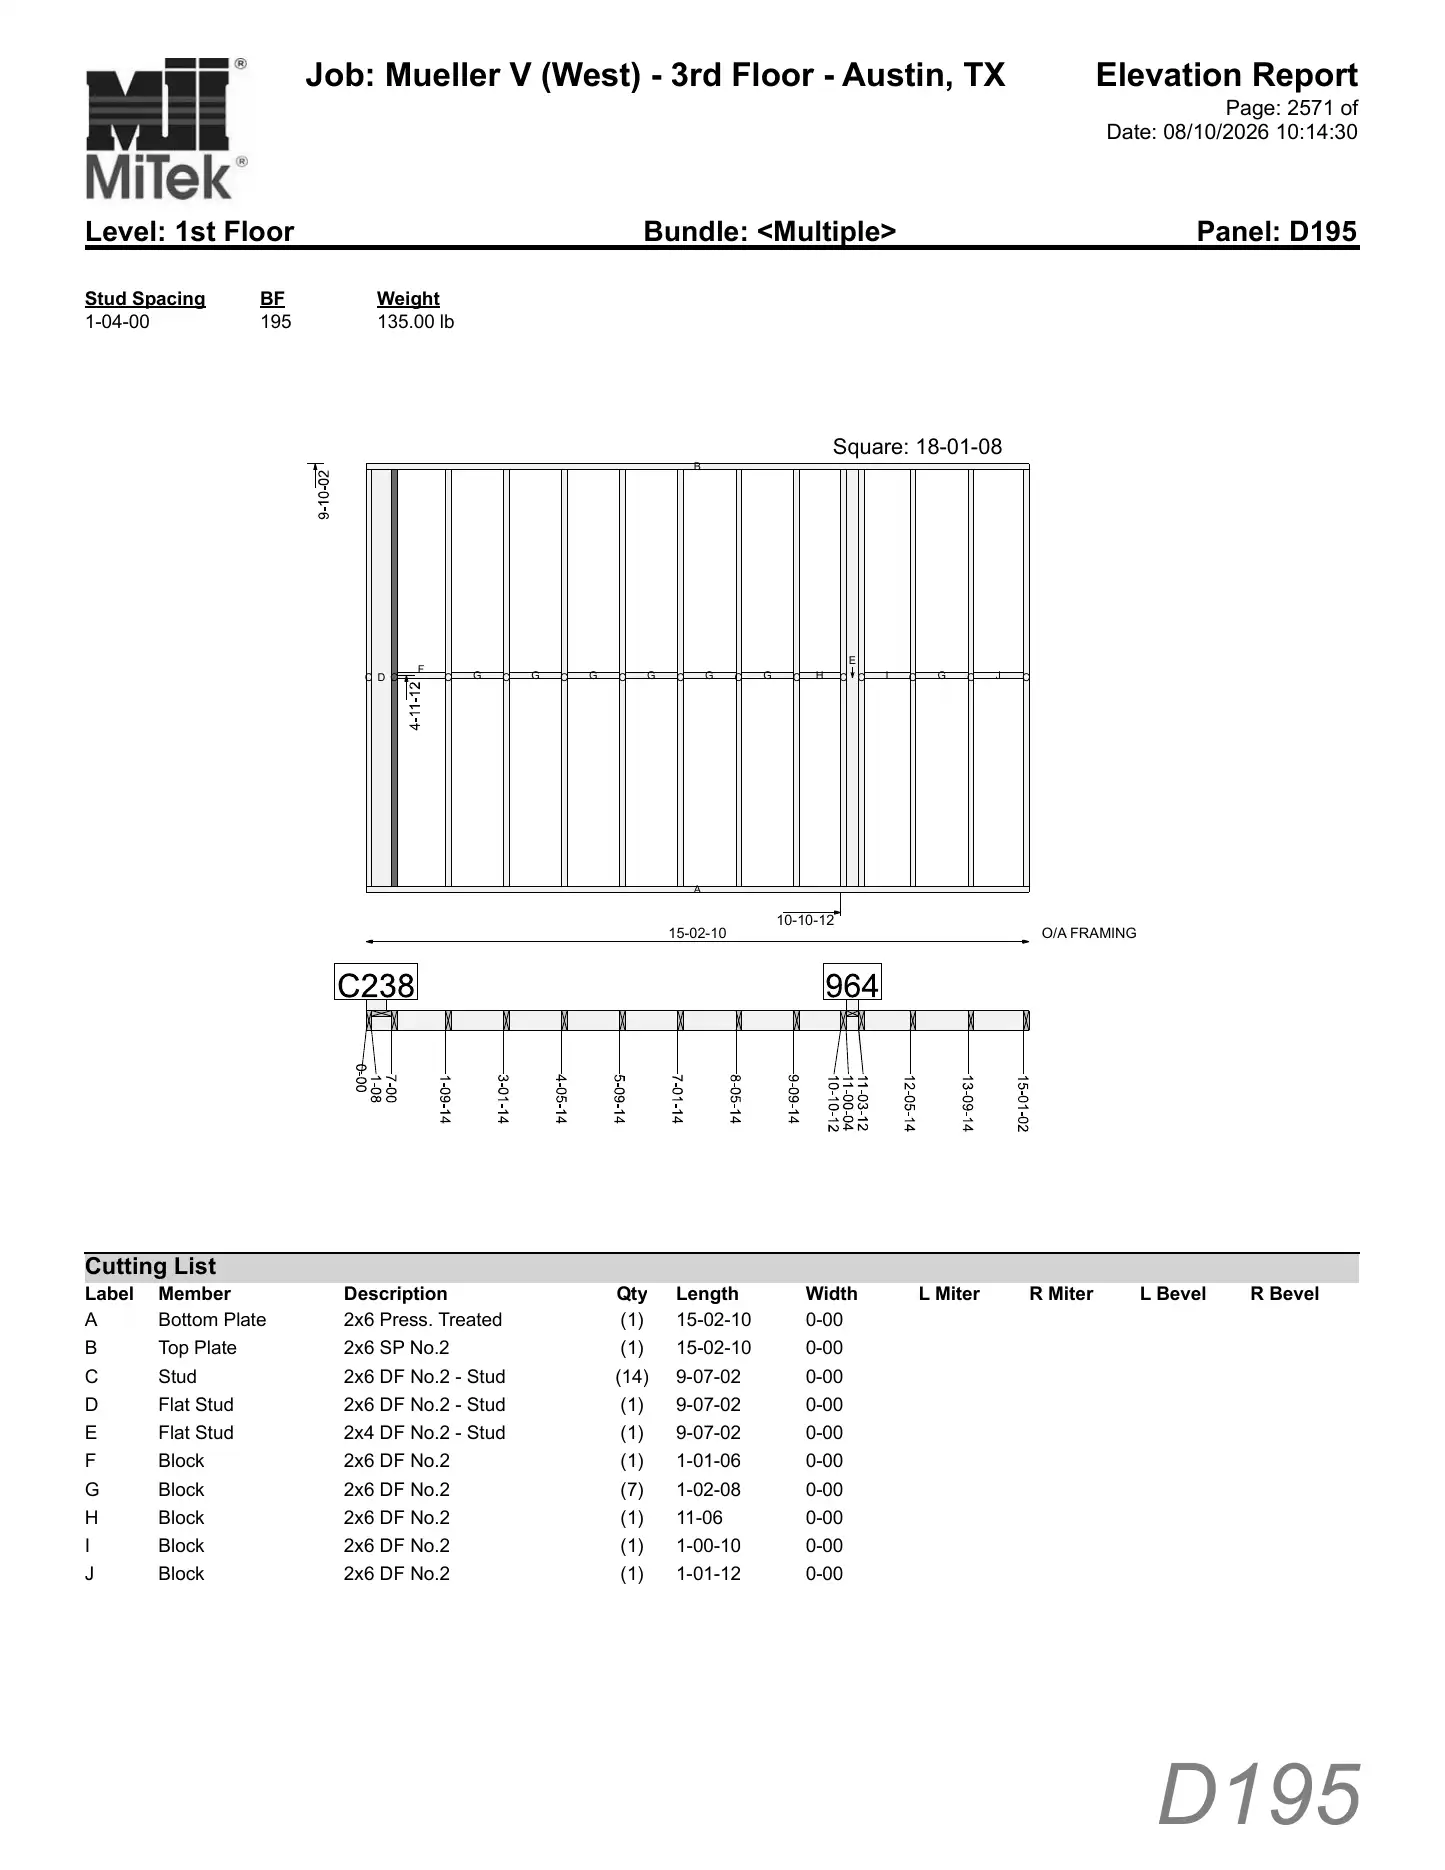 Job: Mueller V (West) - 3rd Floor - Austin, TX
Elevation Report
Page: 2571 of
Date: 08/10/2026 10:14:30
MiTek®
®
Level: 1st Floor Bundle: <Multiple> Panel: D195
Stud Spacing BF Weight
1-04-00 195 135.00 lb
Square: 18-01-08
B
9-10-02
E
F
C D G G G G G G H I G J
4-11-12
A
10-10-12
15-02-10 O/A FRAMING
C238 964
0-00 1-08 7-00 1-09-14 3-01-14 4-05-14 5-09-14 7-01-14 8-05-14 9-09-14 10-10-12 11-00-04 11-03-12 12-05-14 13-09-14 15-01-02
Cutting List
Label Member Description Qty Length Width L Miter R Miter L Bevel R Bevel
A Bottom Plate 2x6 Press. Treated (1) 15-02-10 0-00
B Top Plate 2x6 SP No.2 (1) 15-02-10 0-00
C Stud 2x6 DF No.2 - Stud (14) 9-07-02 0-00
D Flat Stud 2x6 DF No.2 - Stud (1) 9-07-02 0-00
E Flat Stud 2x4 DF No.2 - Stud (1) 9-07-02 0-00
F Block 2x6 DF No.2 (1) 1-01-06 0-00
G Block 2x6 DF No.2 (7) 1-02-08 0-00
H Block 2x6 DF No.2 (1) 11-06 0-00
I Block 2x6 DF No.2 (1) 1-00-10 0-00
J Block 2x6 DF No.2 (1) 1-01-12 0-00
D195